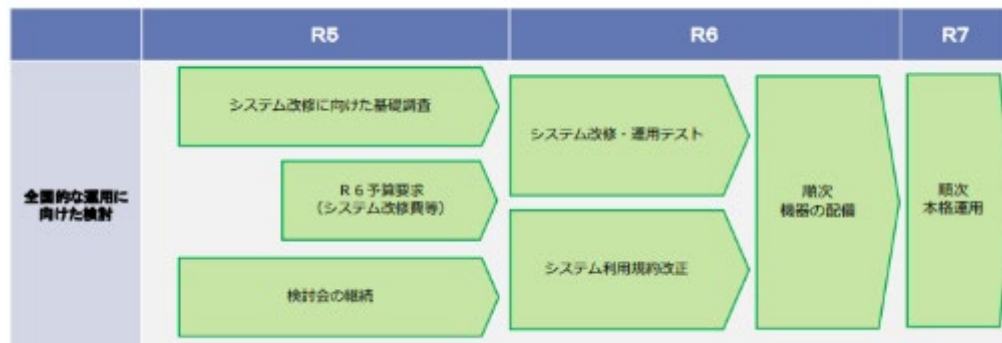 R5
R6
R7
全国的な運用に
向けた検討
システム改修に向けた基礎調査
R6予算要求
(システム改修費等)
検討会の継続
システム改修・運用テスト
システム利用規約改正
順次
機器の配備
順次
本格運用